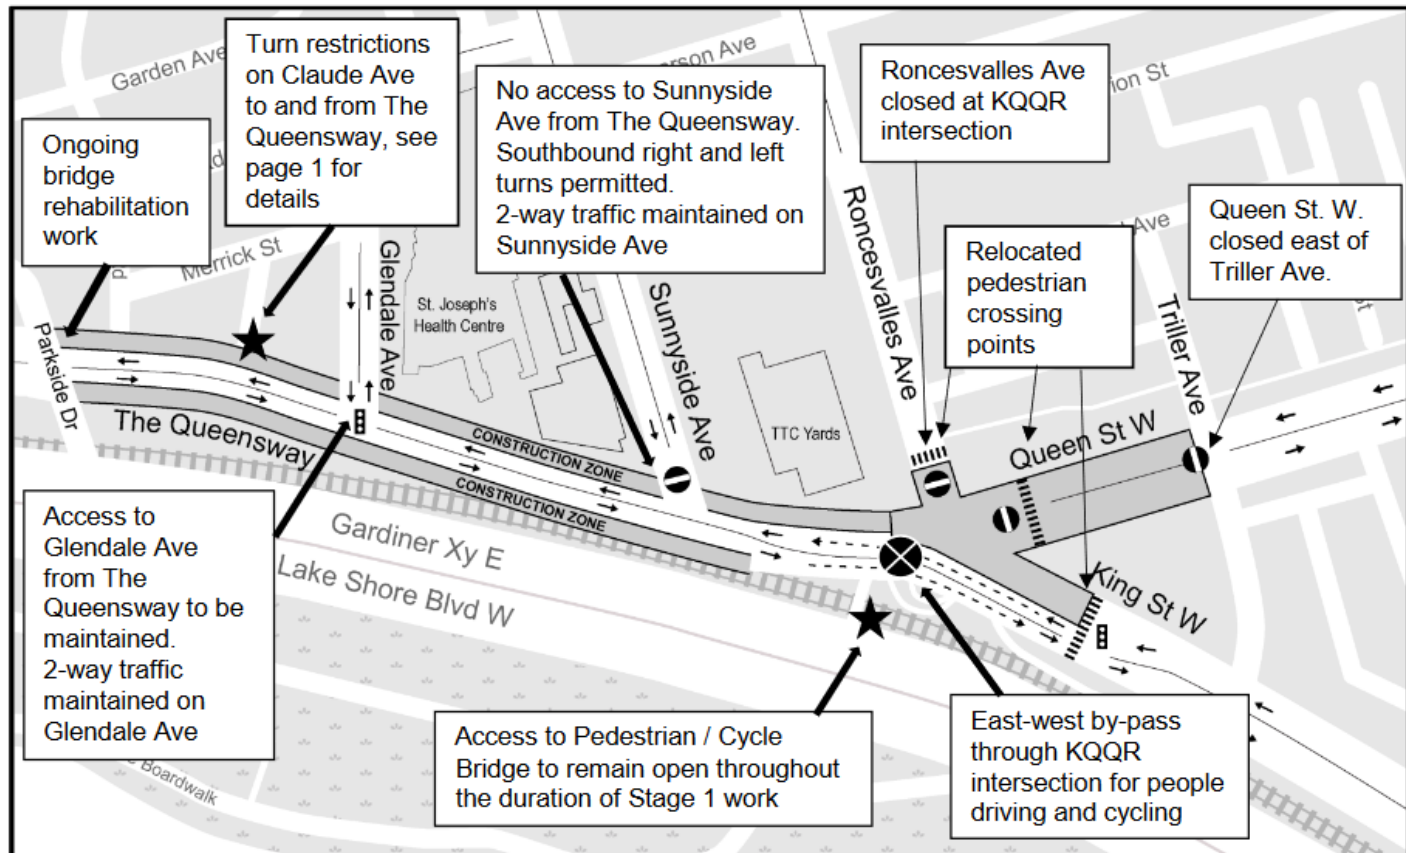 Garden Ave
Turn restrictions
on Claude Ave
to and from The
Queensway, see
page 1 for
details
No access to Sunnyside
Ave from The Queensway.
Southbound right and left
turns permitted.
2-way traffic maintained on
Sunnyside Ave
erson Ave
Roncesvalles Ave
closed at KQQR
intersection
ion St
Ongoing
bridge
rehabilitation
work
Merrick St
Glendale Ave
St. Joseph's
Health Centre
Sunnyside Ave
Roncesvalles Ave
Relocated
pedestrian
crossing
points
Ave
Queen St. W.
closed east of
Triller Ave.
Triller Ave
Parkside Dr
The Queensway
CONSTRUCTION ZONE
CONSTRUCTION ZONE
TTC Yards
Queen St W
King St W
Gardiner Xy E
Lake Shore Blvd W
Access to
Glendale Ave
from The
Queensway to be
maintained.
2-way traffic
maintained on
Glendale Ave
Boardwalk
Access to Pedestrian / Cycle
Bridge to remain open throughout
the duration of Stage 1 work
East-west by-pass
through KQQR
intersection for people
driving and cycling